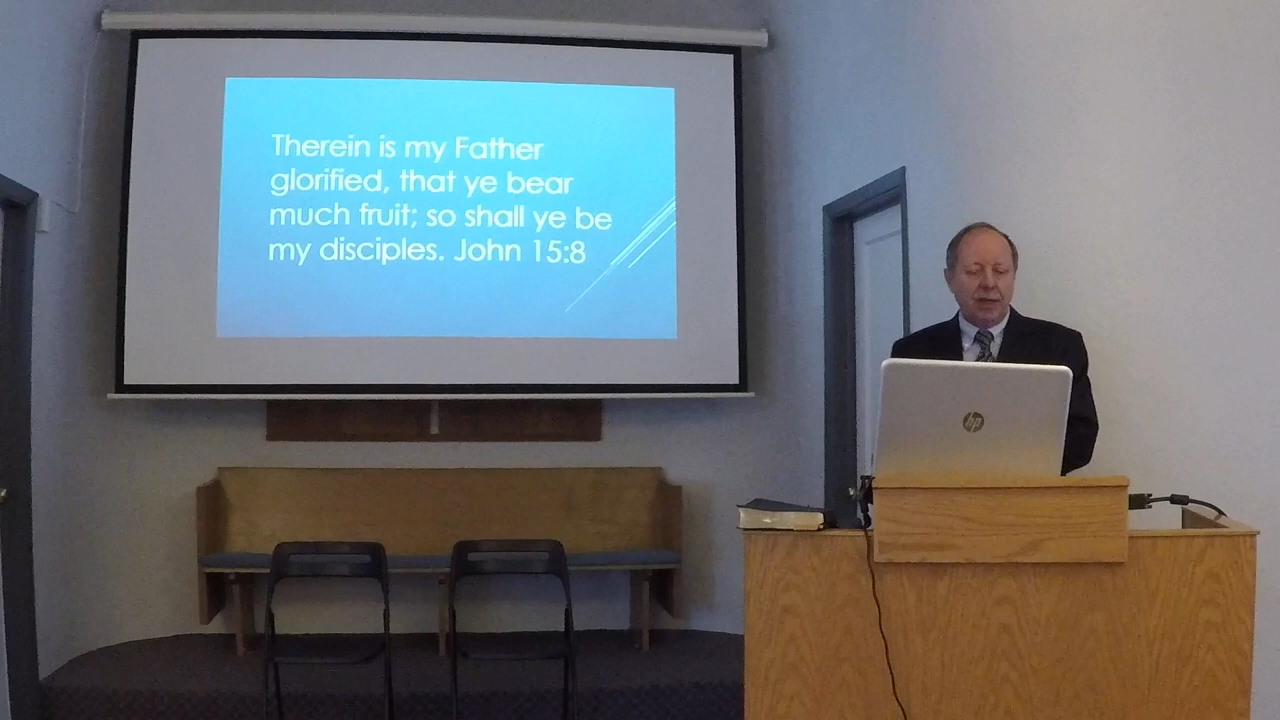 Therein is my Father
glorified, that ye bear
much fruit; so shall ye be
my disciples. John 15:8
hp